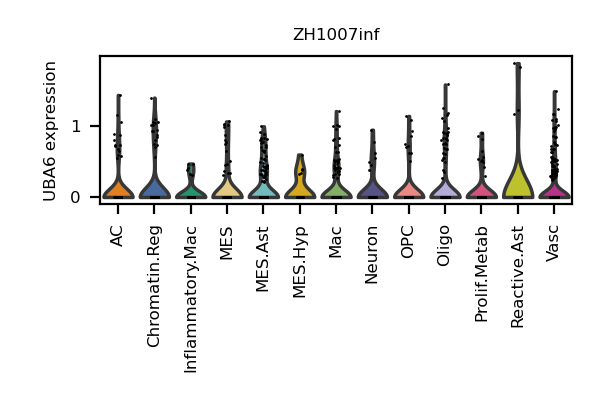 ZH1007inf
UBA6 expression
1
0
AC
Chromatin.Reg
Inflammatory.Mac
MES
MES.Ast
MES.Hyp
Mac
Neuron
OPC
Oligo
Prolif.Metab
Reactive.Ast
Vasc